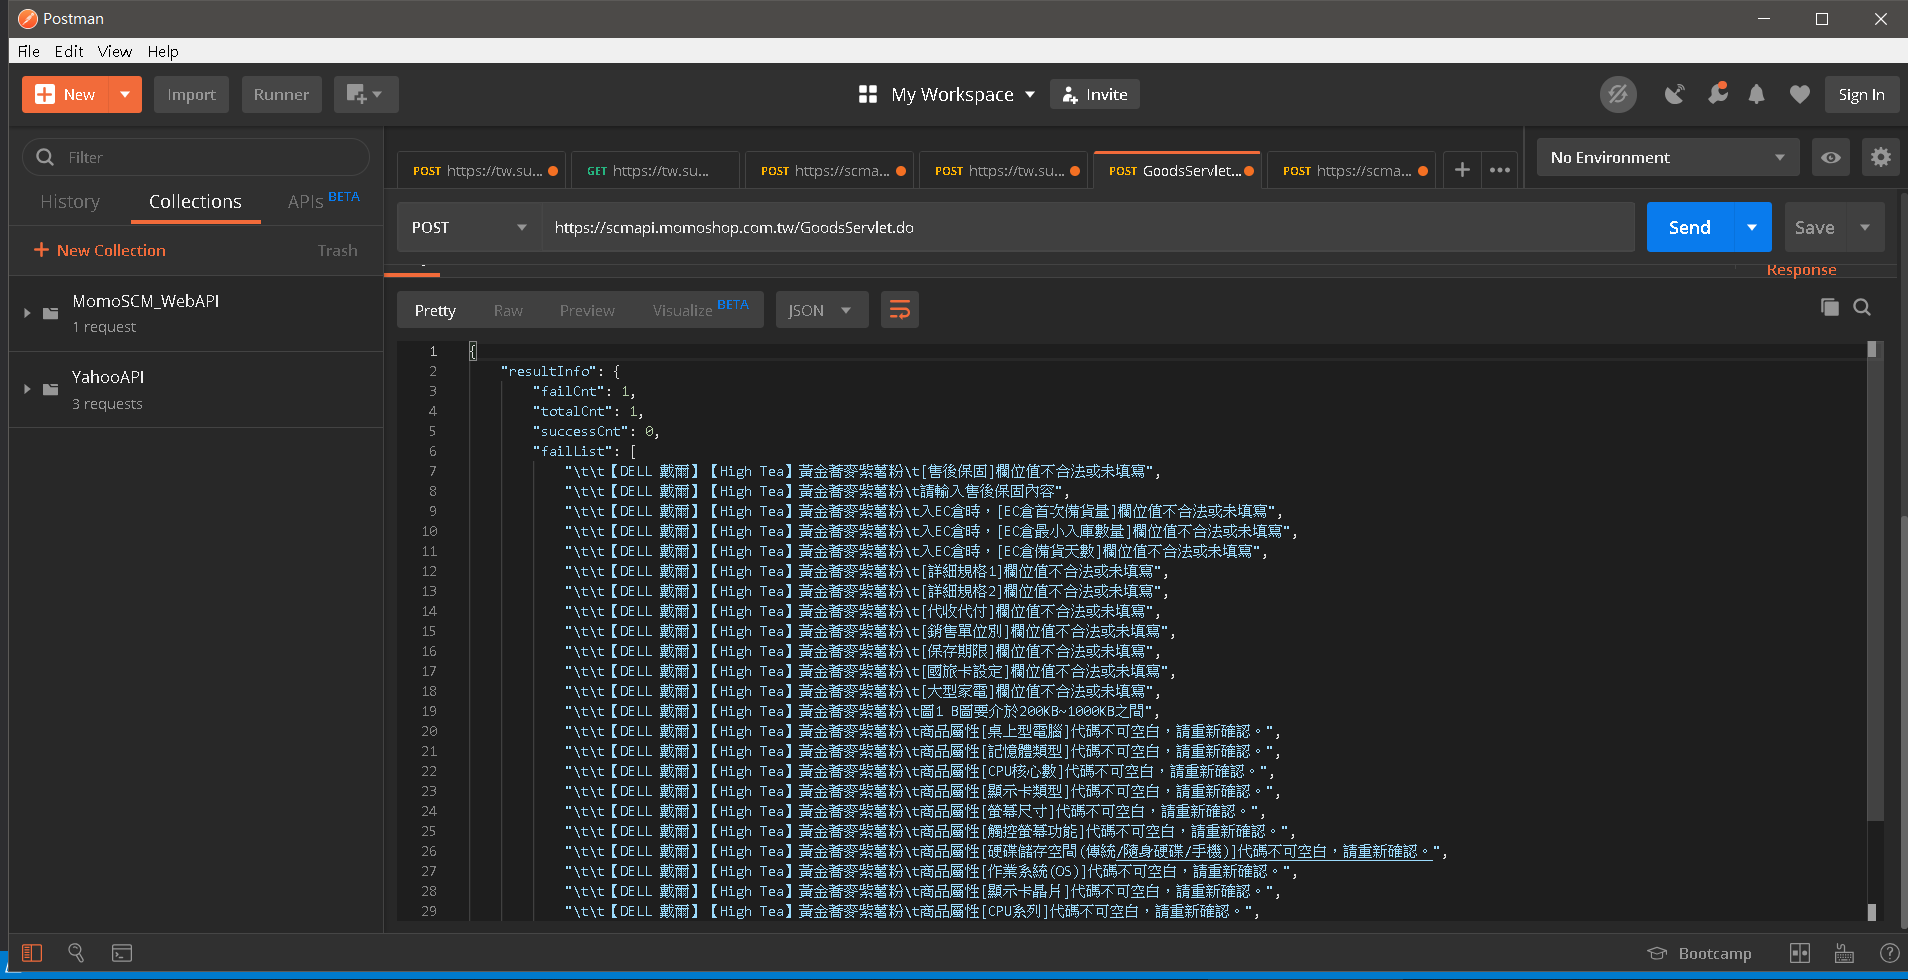 Postman
File Edit View Help
New Import Runner My Workspace Invite Sign In
Filter
History Collections APIs BETA
New Collection Trash
MomoSCM_WebAPI
1 request
YahooAPI
3 requests
POST https://tw.su... GET https://tw.su... POST https://scma... POST https://tw.su... POST GoodsServlet... POST https://scma... + ••• No Environment
POST https://scmapi.momoshop.com.tw/GoodsServlet.do Send Save
Response
Pretty Raw Preview Visualize BETA JSON
1 {
2 "resultInfo": {
3 "failCnt": 1,
4 "totalCnt": 1,
5 "successCnt": 0,
6 "failList": [
7 "\t\t【DELL 戴爾】【High Tea】黃金蕎麥紫薯粉\t[售後保固]欄位值不合法或未填寫",
8 "\t\t【DELL 戴爾】【High Tea】黃金蕎麥紫薯粉\t請輸入售後保固內容",
9 "\t\t【DELL 戴爾】【High Tea】黃金蕎麥紫薯粉\t入EC倉時，[EC倉首次備貨量]欄位值不合法或未填寫",
10 "\t\t【DELL 戴爾】【High Tea】黃金蕎麥紫薯粉\t入EC倉時，[EC倉最小入庫數量]欄位值不合法或未填寫",
11 "\t\t【DELL 戴爾】【High Tea】黃金蕎麥紫薯粉\t入EC倉時，[EC倉備貨天數]欄位值不合法或未填寫",
12 "\t\t【DELL 戴爾】【High Tea】黃金蕎麥紫薯粉\t[詳細規格1]欄位值不合法或未填寫",
13 "\t\t【DELL 戴爾】【High Tea】黃金蕎麥紫薯粉\t[詳細規格2]欄位值不合法或未填寫",
14 "\t\t【DELL 戴爾】【High Tea】黃金蕎麥紫薯粉\t[代收代付]欄位值不合法或未填寫",
15 "\t\t【DELL 戴爾】【High Tea】黃金蕎麥紫薯粉\t[銷售單位別]欄位值不合法或未填寫",
16 "\t\t【DELL 戴爾】【High Tea】黃金蕎麥紫薯粉\t[保存期限]欄位值不合法或未填寫",
17 "\t\t【DELL 戴爾】【High Tea】黃金蕎麥紫薯粉\t[國旅卡設定]欄位值不合法或未填寫",
18 "\t\t【DELL 戴爾】【High Tea】黃金蕎麥紫薯粉\t[大型家電]欄位值不合法或未填寫",
19 "\t\t【DELL 戴爾】【High Tea】黃金蕎麥紫薯粉\t圖1 B圖要介於200KB~1000KB之間",
20 "\t\t【DELL 戴爾】【High Tea】黃金蕎麥紫薯粉\t商品屬性[桌上型電腦]代碼不可空白，請重新確認。",
21 "\t\t【DELL 戴爾】【High Tea】黃金蕎麥紫薯粉\t商品屬性[記憶體類型]代碼不可空白，請重新確認。",
22 "\t\t【DELL 戴爾】【High Tea】黃金蕎麥紫薯粉\t商品屬性[CPU核心數]代碼不可空白，請重新確認。",
23 "\t\t【DELL 戴爾】【High Tea】黃金蕎麥紫薯粉\t商品屬性[顯示卡類型]代碼不可空白，請重新確認。",
24 "\t\t【DELL 戴爾】【High Tea】黃金蕎麥紫薯粉\t商品屬性[螢幕尺寸]代碼不可空白，請重新確認。",
25 "\t\t【DELL 戴爾】【High Tea】黃金蕎麥紫薯粉\t商品屬性[觸控螢幕功能]代碼不可空白，請重新確認。",
26 "\t\t【DELL 戴爾】【High Tea】黃金蕎麥紫薯粉\t商品屬性[硬碟儲存空間(傳統/隨身硬碟/手機)]代碼不可空白，請重新確認。",
27 "\t\t【DELL 戴爾】【High Tea】黃金蕎麥紫薯粉\t商品屬性[作業系統(OS)]代碼不可空白，請重新確認。",
28 "\t\t【DELL 戴爾】【High Tea】黃金蕎麥紫薯粉\t商品屬性[顯示卡晶片]代碼不可空白，請重新確認。",
29 "\t\t【DELL 戴爾】【High Tea】黃金蕎麥紫薯粉\t商品屬性[CPU系列]代碼不可空白，請重新確認。",
Bootcamp